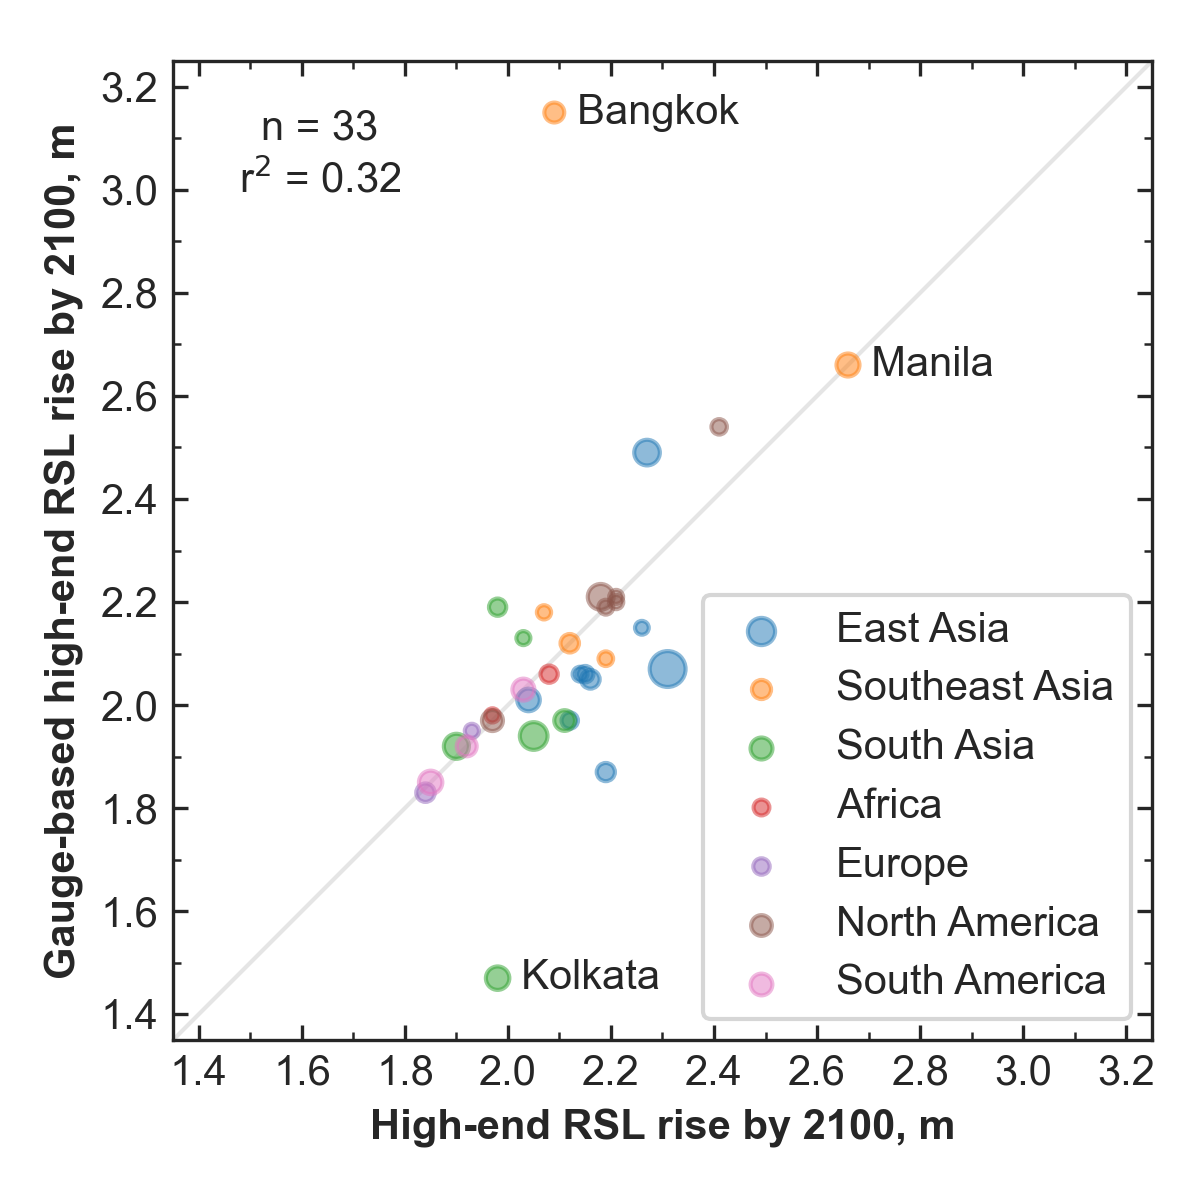 Gauge-based high-end RSL rise by 2100, m
3.2
3.0
2.8
2.6
2.4
2.2
2.0
1.8
1.6
1.4
n = 33
r² = 0.32
Bangkok
Manila
Kolkata
East Asia
Southeast Asia
South Asia
Africa
Europe
North America
South America
1.4 1.6 1.8 2.0 2.2 2.4 2.6 2.8 3.0 3.2
High-end RSL rise by 2100, m